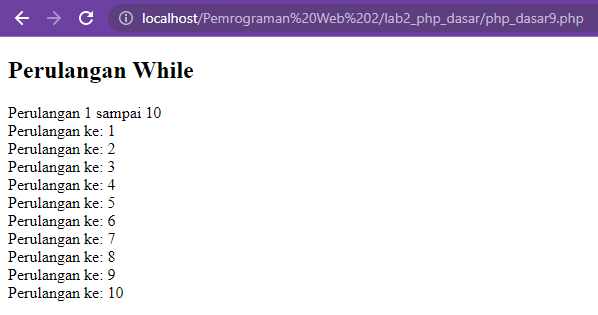 localhost/Pemrograman%20Web%202/lab2_php_dasar/php_dasar9.php
Perulangan While
Perulangan 1 sampai 10
Perulangan ke: 1
Perulangan ke: 2
Perulangan ke: 3
Perulangan ke: 4
Perulangan ke: 5
Perulangan ke: 6
Perulangan ke: 7
Perulangan ke: 8
Perulangan ke: 9
Perulangan ke: 10